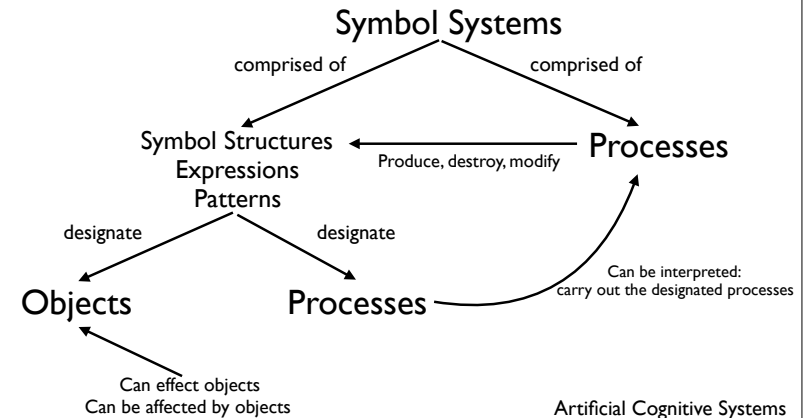 Symbol Systems
comprised of
comprised of
Symbol Structures
Expressions
Patterns
Produce, destroy, modify
Processes
designate
designate
Objects
Processes
Can be interpreted:
carry out the designated processes
Can effect objects
Can be affected by objects
Artificial Cognitive Systems